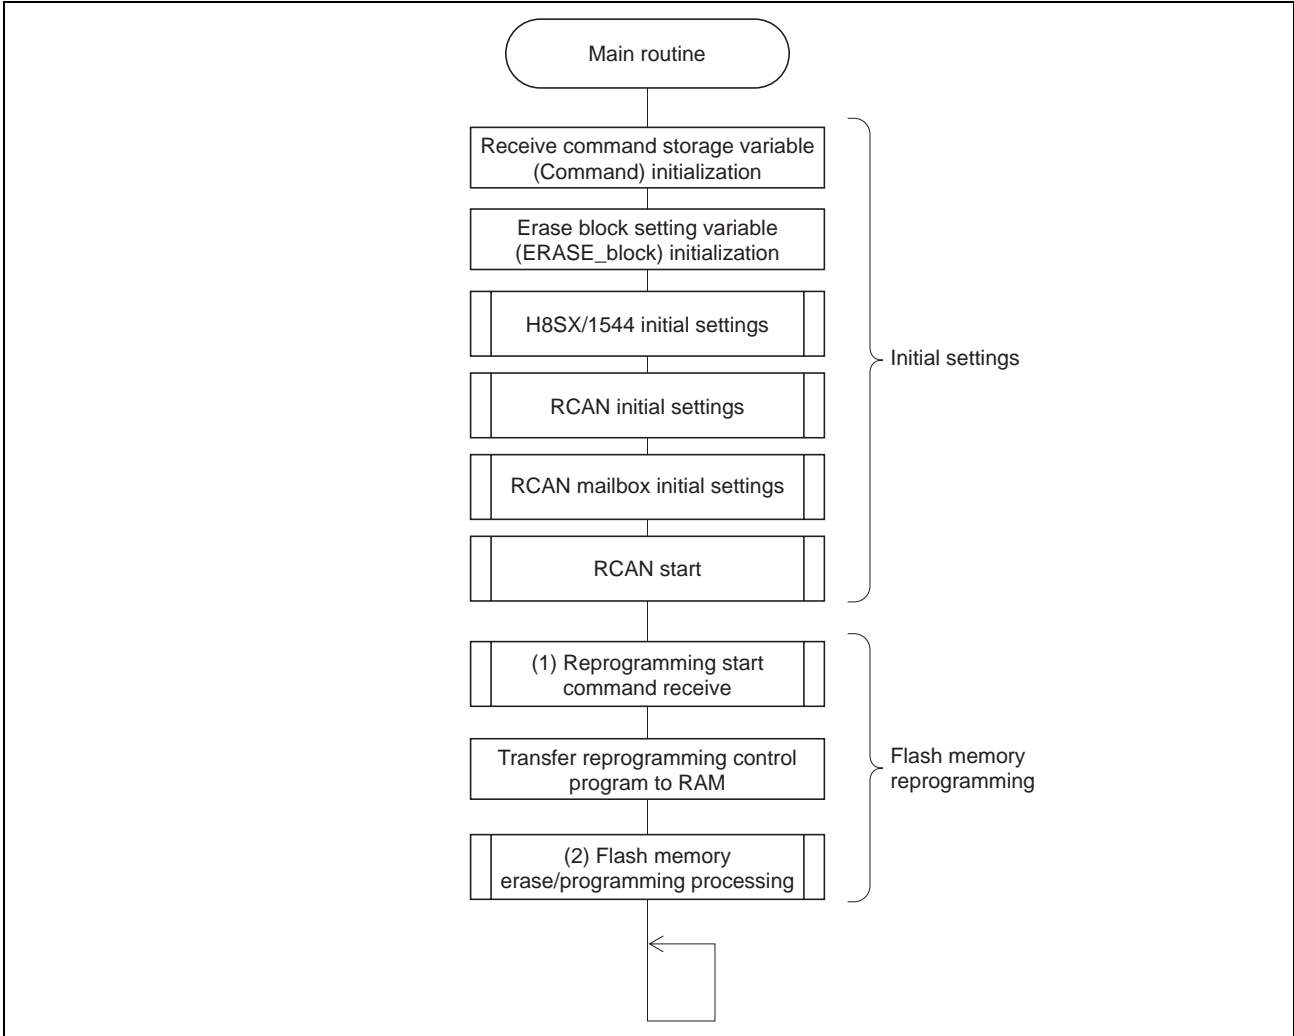 Main routine
Receive command storage variable
(Command) initialization
Erase block setting variable
(ERASE_block) initialization
H8SX/1544 initial settings
Initial settings
RCAN initial settings
RCAN mailbox initial settings
RCAN start
(1) Reprogramming start
command receive
Transfer reprogramming control
program to RAM
Flash memory
reprogramming
(2) Flash memory
erase/programming processing